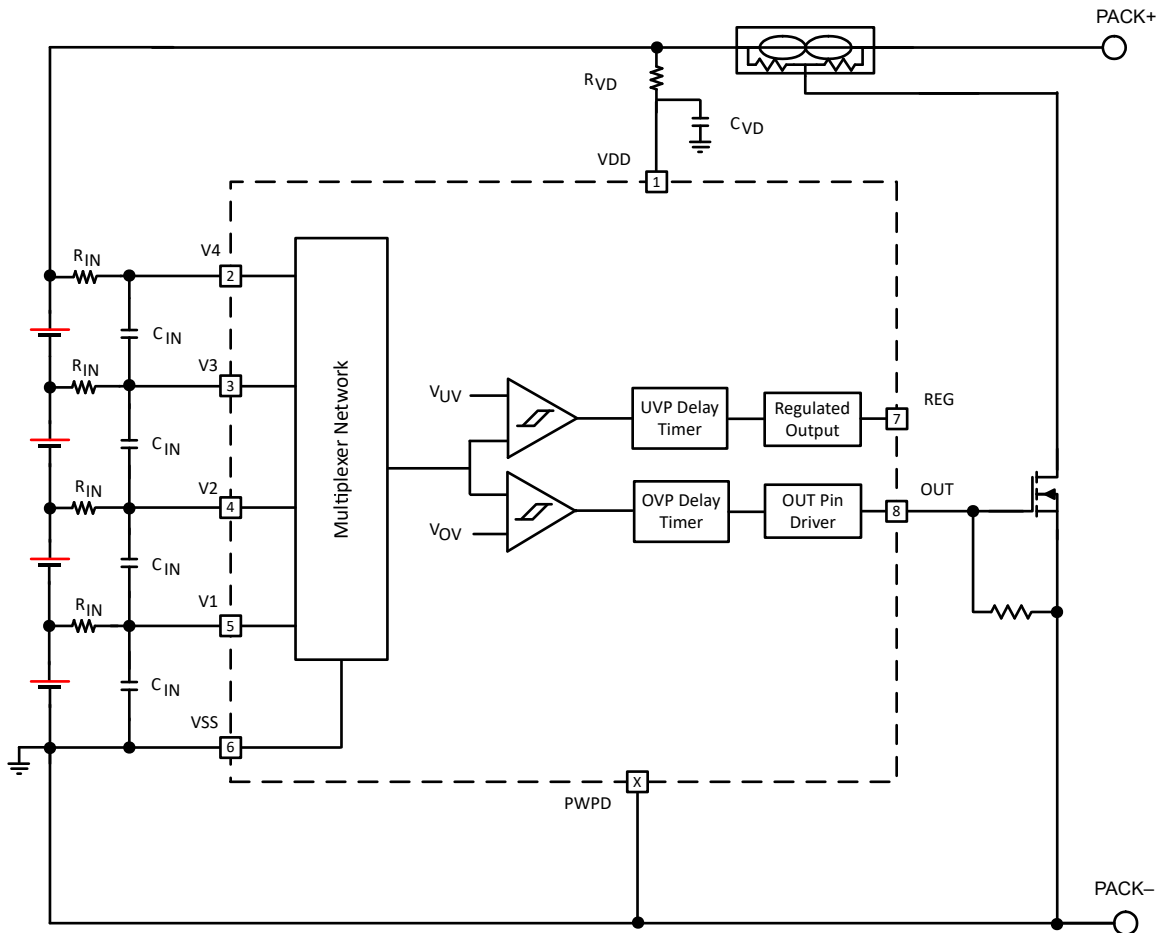 PACK+
RVD
CVD
VDD
1
V4
RIN
2
CIN
V3
RIN
3
CIN
V2
RIN
4
CIN
V1
RIN
5
CIN
VSS
6
Multiplexer Network
VUV
VOV
UVP Delay
Timer
Regulated
Output
REG
7
OVP Delay
Timer
OUT Pin
Driver
OUT
8
X
PWPD
PACK–